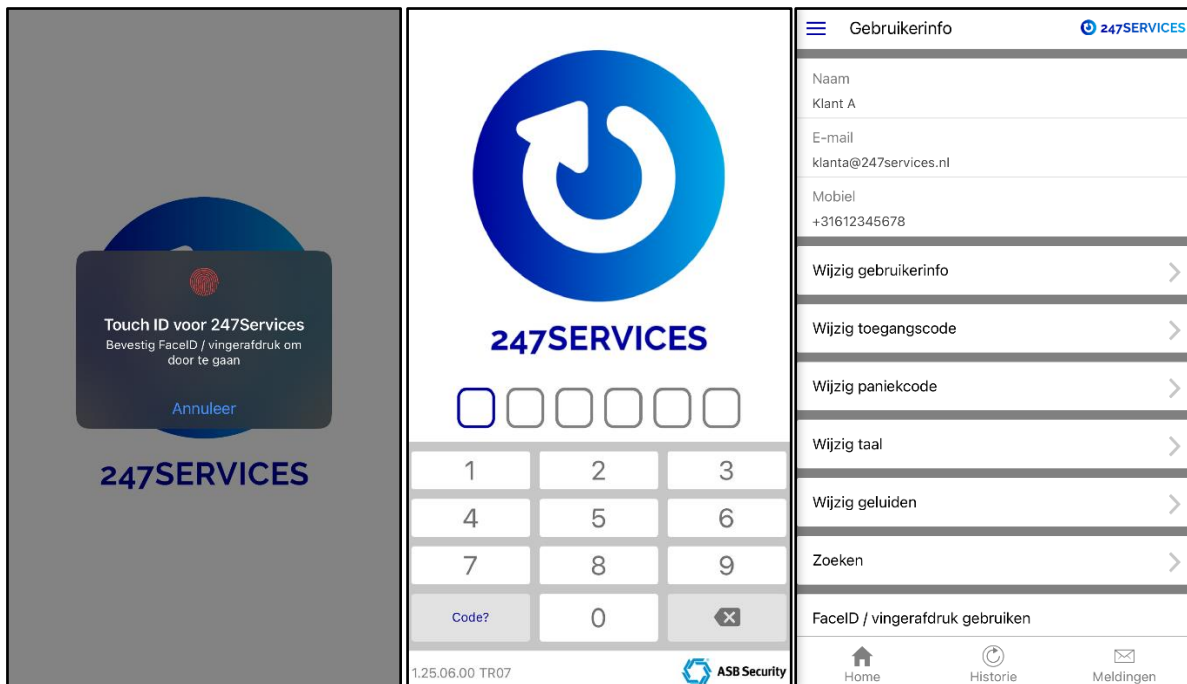 Touch ID voor 247Services
Bevestig FaceID / vingerafdruk om
door te gaan
Annuleer
247SERVICES
247SERVICES
1
2
3
4
5
6
7
8
9
Code?
0
1.25.06.00 TR07
ASB Security
Gebruikerinfo
247SERVICES
Naam
Klant A
E-mail
klanta@247services.nl
Mobiel
+31612345678
Wijzig gebruikerinfo
Wijzig toegangscode
Wijzig paniekcode
Wijzig taal
Wijzig geluiden
Zoeken
FaceID / vingerafdruk gebruiken
Home
Historie
Meldingen